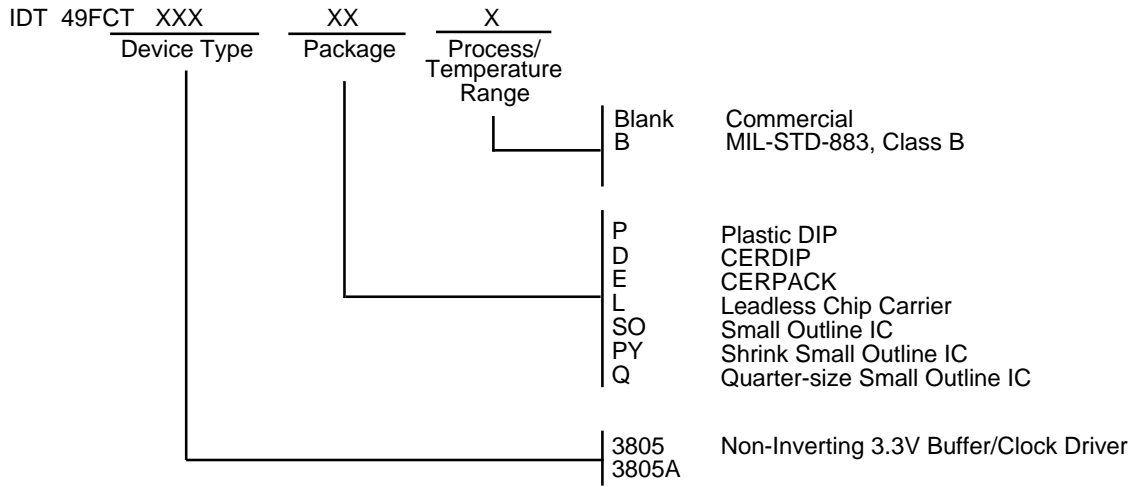 IDT 49FCT XXX XX X
Device Type Package Process/
Temperature
Range
Blank Commercial
B MIL-STD-883, Class B
P Plastic DIP
D CERDIP
E CERPACK
L Leadless Chip Carrier
SO Small Outline IC
PY Shrink Small Outline IC
Q Quarter-size Small Outline IC
3805 Non-Inverting 3.3V Buffer/Clock Driver
3805A